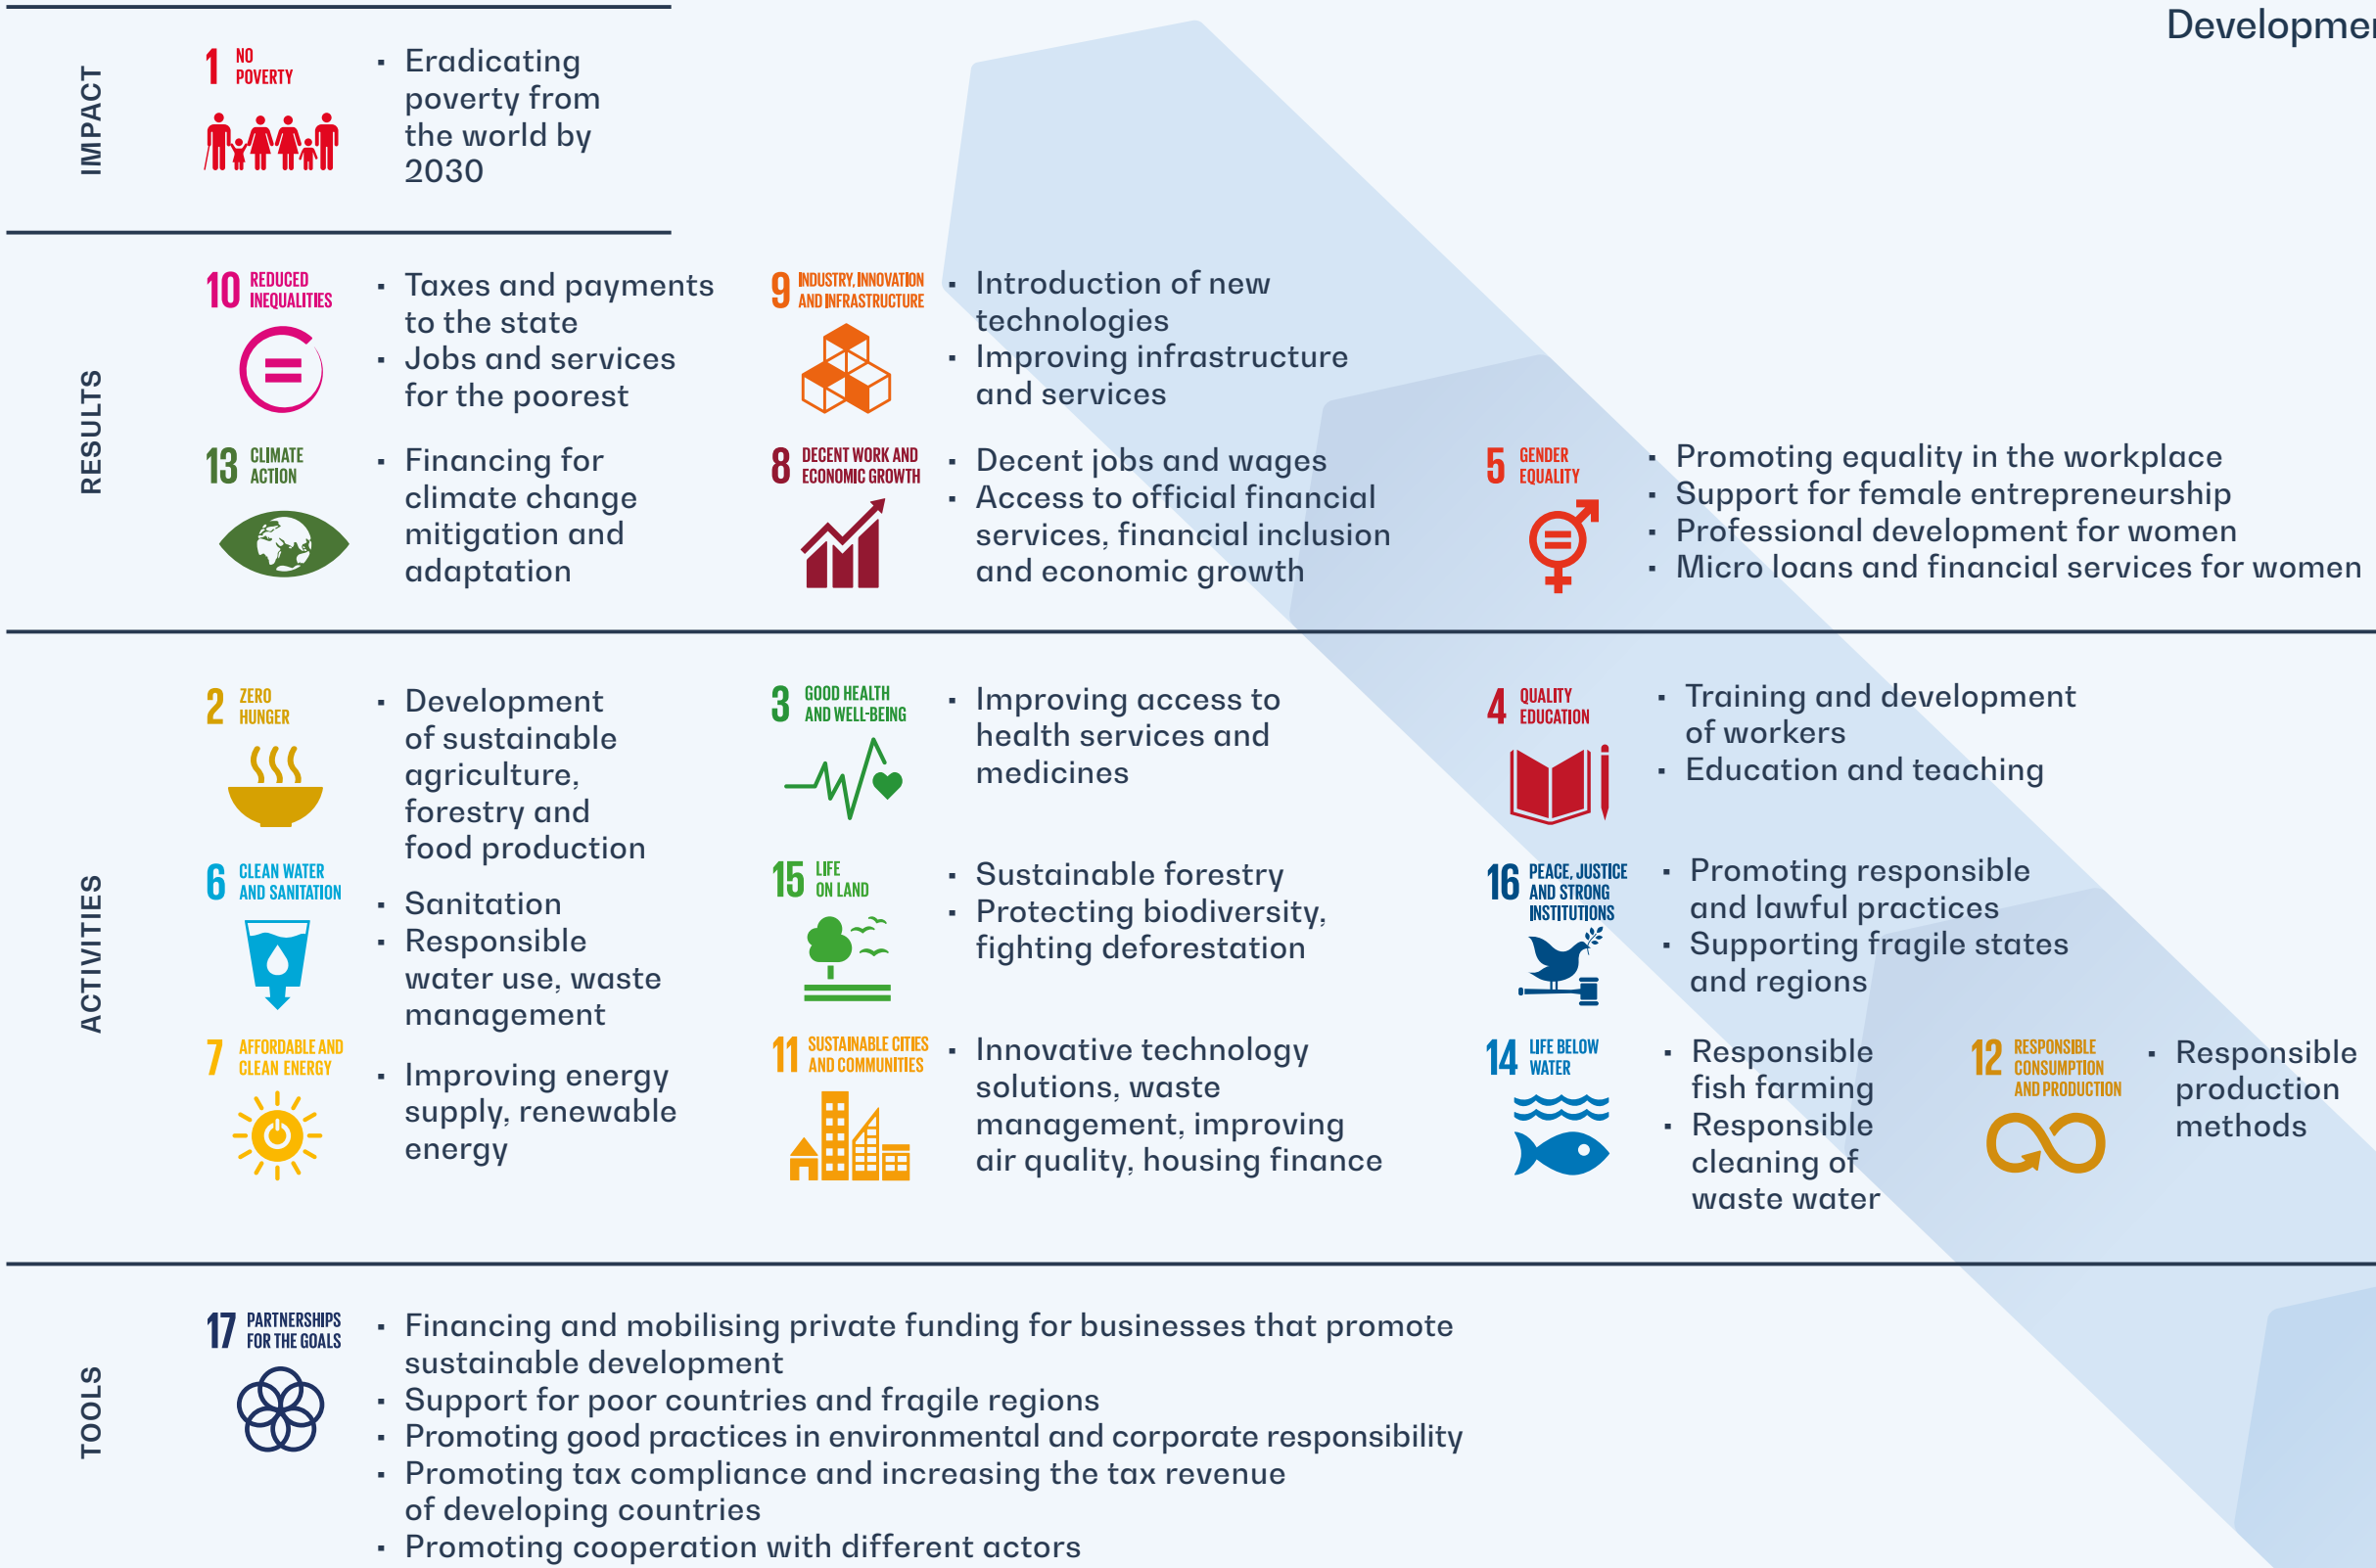 Developmen
IMPACT
1 NO
POVERTY
▪ Eradicating
poverty from
the world by
2030
RESULTS
10 REDUCED
INEQUALITIES
▪ Taxes and payments
to the state
▪ Jobs and services
for the poorest
9 INDUSTRY, INNOVATION
AND INFRASTRUCTURE
▪ Introduction of new
technologies
▪ Improving infrastructure
and services
13 CLIMATE
ACTION
▪ Financing for
climate change
mitigation and
adaptation
8 DECENT WORK AND
ECONOMIC GROWTH
▪ Decent jobs and wages
▪ Access to official financial
services, financial inclusion
and economic growth
5 GENDER
EQUALITY
▪ Promoting equality in the workplace
▪ Support for female entrepreneurship
▪ Professional development for women
▪ Micro loans and financial services for women
ACTIVITIES
2 ZERO
HUNGER
▪ Development
of sustainable
agriculture,
forestry and
food production
3 GOOD HEALTH
AND WELL-BEING
▪ Improving access to
health services and
medicines
4 QUALITY
EDUCATION
▪ Training and development
of workers
▪ Education and teaching
6 CLEAN WATER
AND SANITATION
▪ Sanitation
▪ Responsible
water use, waste
management
15 LIFE
ON LAND
▪ Sustainable forestry
▪ Protecting biodiversity,
fighting deforestation
16 PEACE, JUSTICE
AND STRONG
INSTITUTIONS
▪ Promoting responsible
and lawful practices
▪ Supporting fragile states
and regions
7 AFFORDABLE AND
CLEAN ENERGY
▪ Improving energy
supply, renewable
energy
11 SUSTAINABLE CITIES
AND COMMUNITIES
▪ Innovative technology
solutions, waste
management, improving
air quality, housing finance
14 LIFE BELOW
WATER
▪ Responsible
fish farming
▪ Responsible
cleaning of
waste water
12 RESPONSIBLE
CONSUMPTION
AND PRODUCTION
▪ Responsible
production
methods
TOOLS
17 PARTNERSHIPS
FOR THE GOALS
▪ Financing and mobilising private funding for businesses that promote
sustainable development
▪ Support for poor countries and fragile regions
▪ Promoting good practices in environmental and corporate responsibility
▪ Promoting tax compliance and increasing the tax revenue
of developing countries
▪ Promoting cooperation with different actors